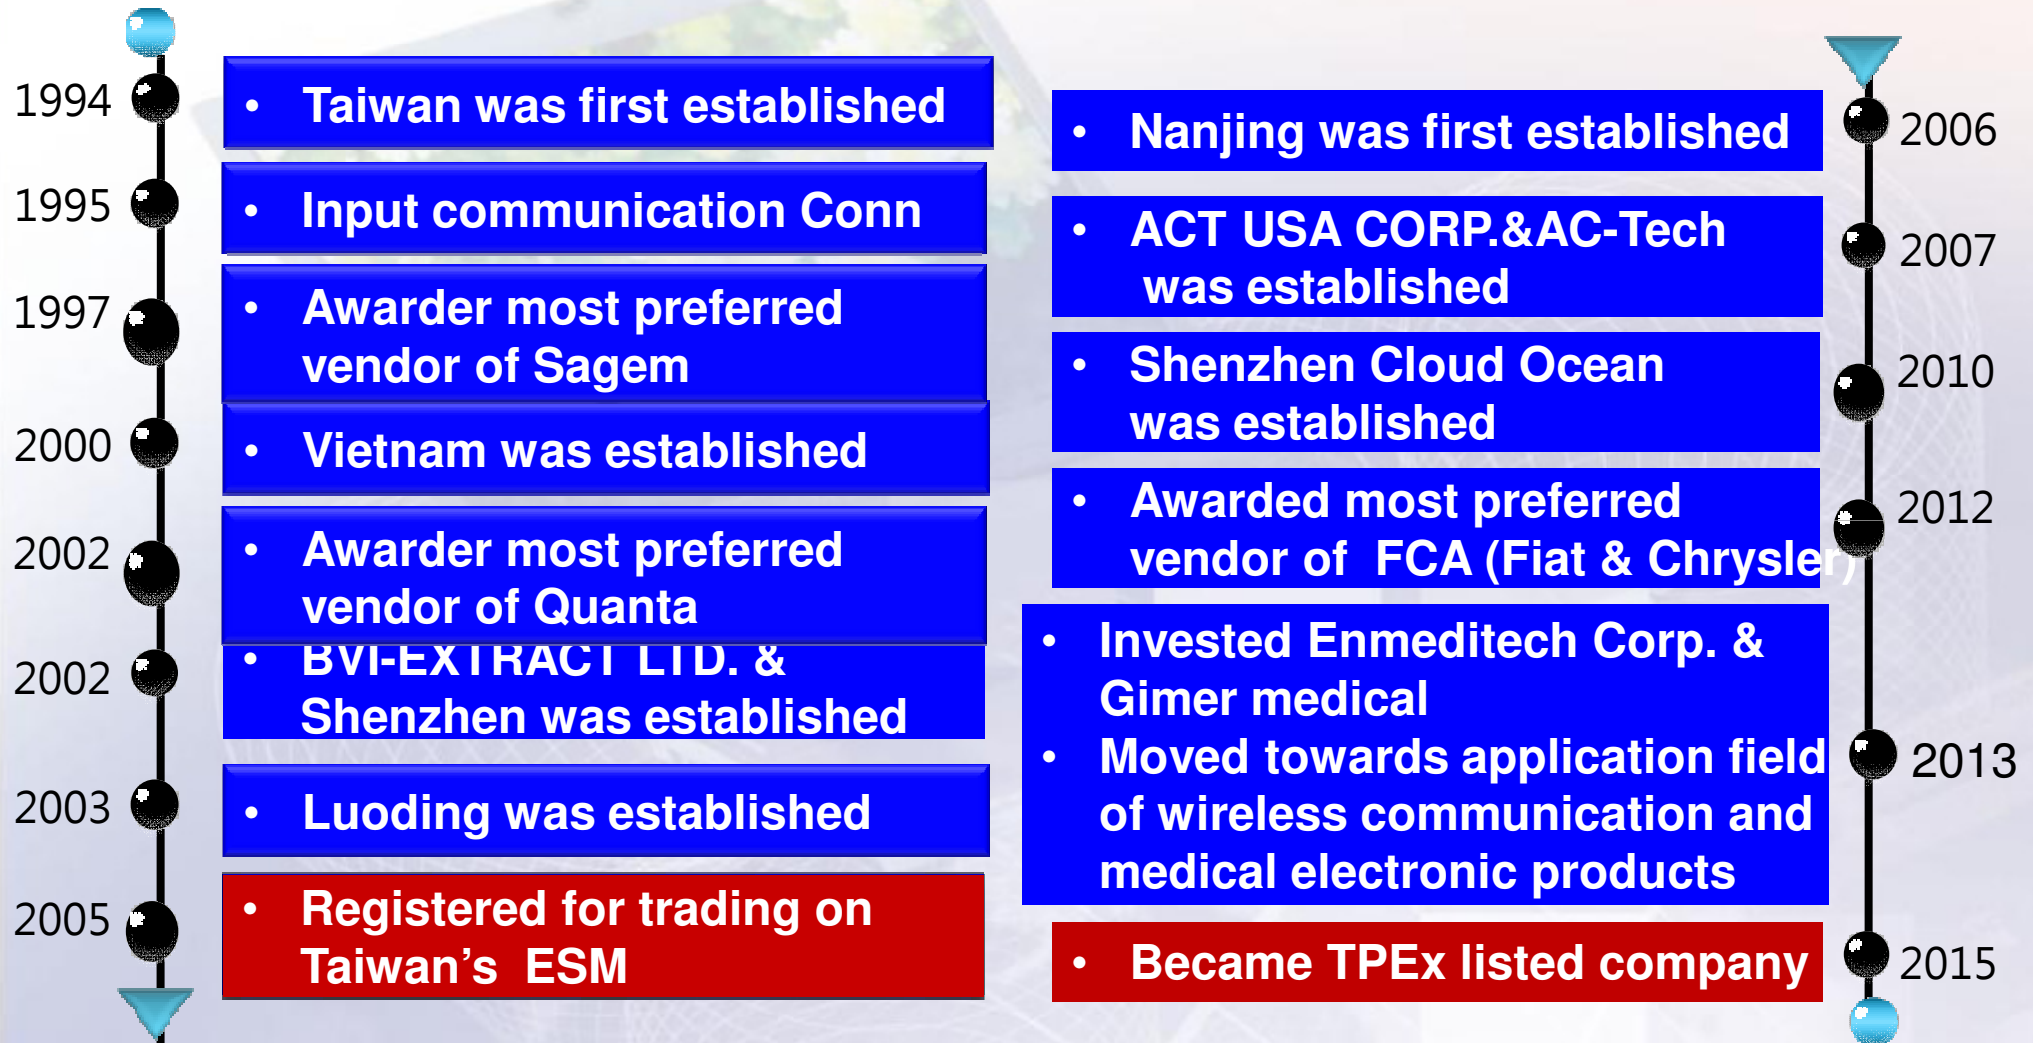 1994
• Taiwan was first established
1995
• Input communication Conn
1997
• Awarder most preferred
vendor of Sagem
2000
• Vietnam was established
2002
• Awarder most preferred
vendor of Quanta
2002
• BVI-EXTRACT LTD. &
Shenzhen was established
2003
• Luoding was established
2005
• Registered for trading on
Taiwan’s ESM
• Nanjing was first established
2006
• ACT USA CORP.&AC-Tech
was established
2007
• Shenzhen Cloud Ocean
was established
2010
• Awarded most preferred
vendor of FCA (Fiat & Chrysler)
2012
• Invested Enmeditech Corp. &
Gimer medical
• Moved towards application field
of wireless communication and
medical electronic products
2013
• Became TPEx listed company
2015